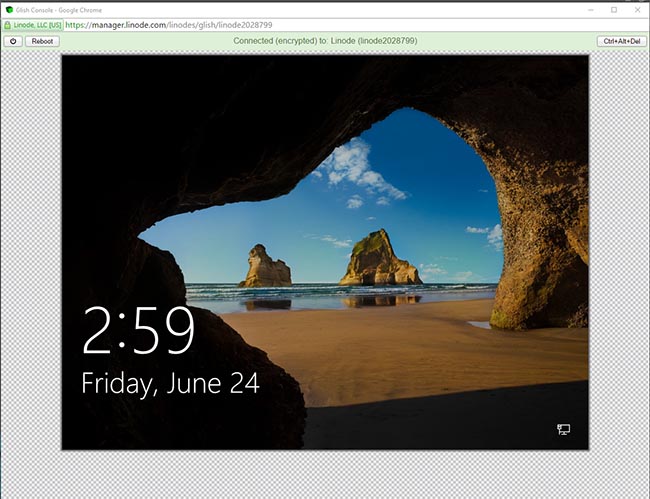 Glish Console - Google Chrome
Linode, LLC [US] https://manager.linode.com/linodes/glish/linode2028799
Reboot Connected (encrypted) to: Linode (linode2028799) Ctrl+Alt+Del
2:59
Friday, June 24